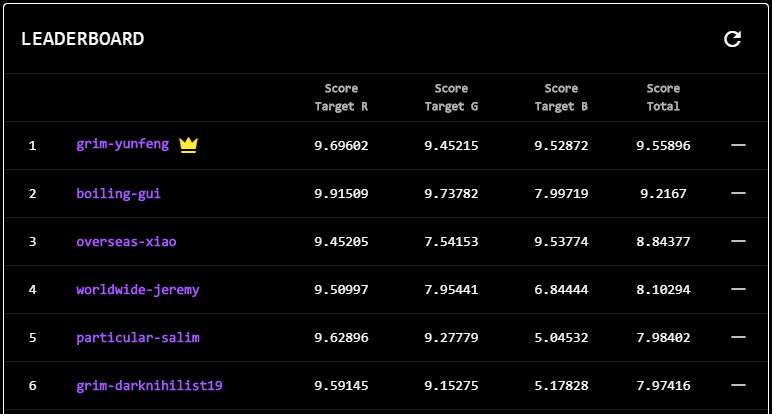 LEADERBOARD
Score Target R Score Target G Score Target B Score Total
1 grim-yunfeng 9.69602 9.45215 9.52872 9.55896 —
2 boiling-gui 9.91509 9.73782 7.99719 9.2167 —
3 overseas-xiao 9.45205 7.54153 9.53774 8.84377 —
4 worldwide-jeremy 9.50997 7.95441 6.84444 8.10294 —
5 particular-salim 9.62896 9.27779 5.04532 7.98402 —
6 grim-darknihilist19 9.59145 9.15275 5.17828 7.97416 —